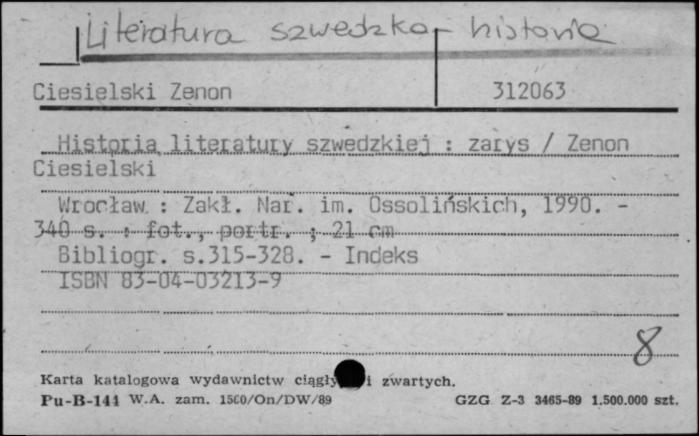 Literatura szwedzka - historia
Ciesielski Zenon 312063
Historia literatury szwedzkiej : zarys / Zenon
Ciesielski
Wrocław : Zakł. Nar. im. Ossolińskich, 1990. -
340 s. : fot., portr. ; 21 cm
Bibliogr. s.315-328. - Indeks
ISBN 83-04-03213-9
8
Karta katalogowa wydawnictw i zwartych.
Pu-B-144 W.A. zam. 1560/On/DW/89 GZG Z-3 3465-89 1.500.000 szt.